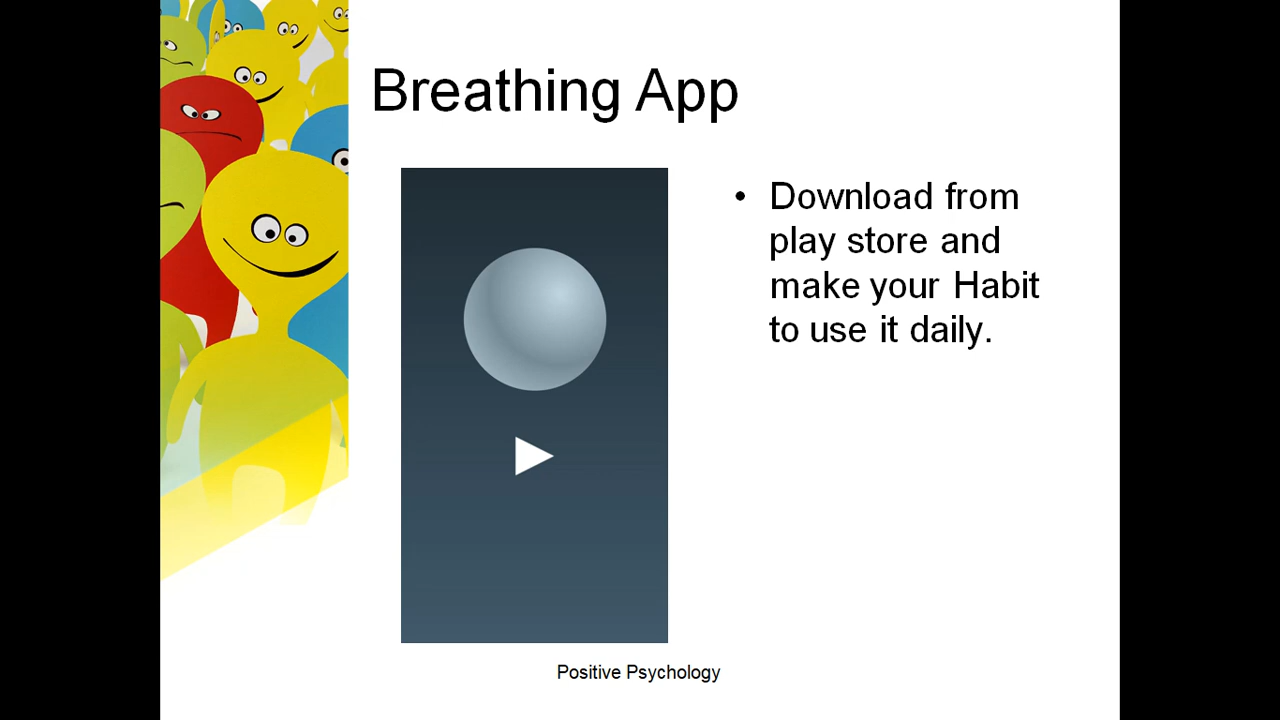 Breathing App
• Download from
play store and
make your Habit
to use it daily.
Positive Psychology